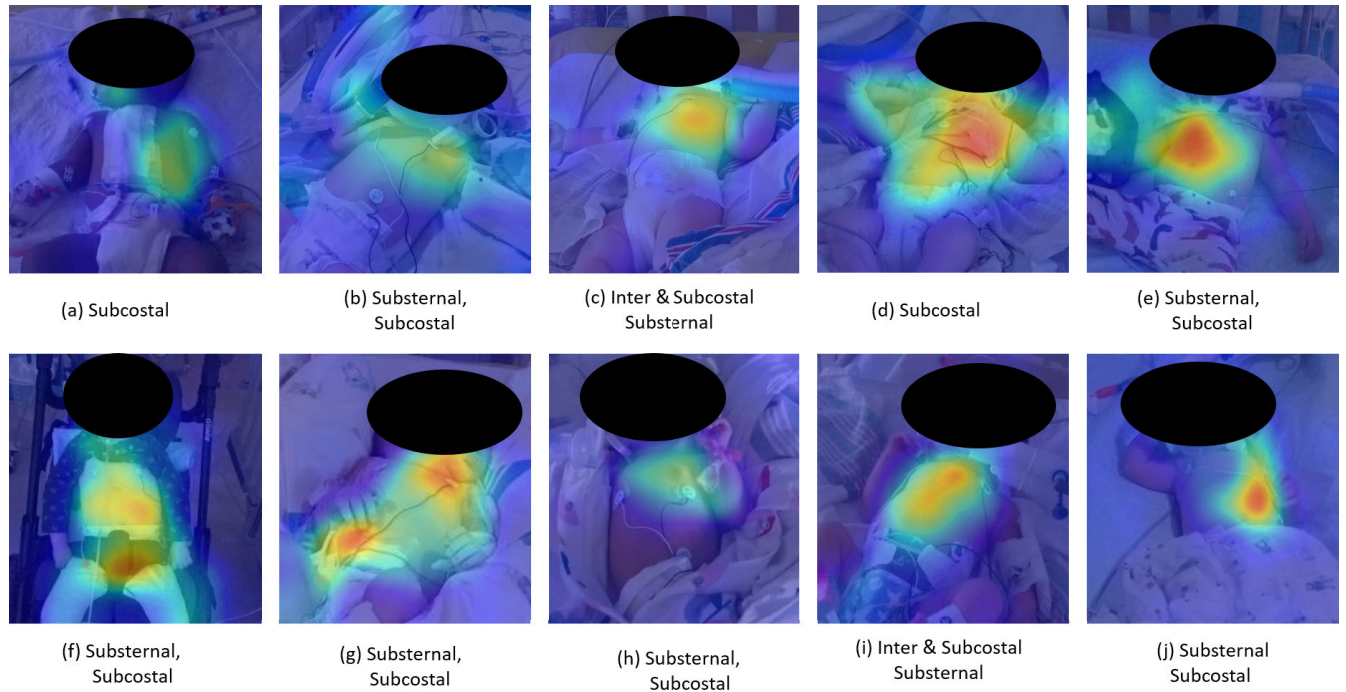 (a) Subcostal
(b) Substernal,
Subcostal
(c) Inter & Subcostal
Substernal
(d) Subcostal
(e) Substernal,
Subcostal
(f) Substernal,
Subcostal
(g) Substernal,
Subcostal
(h) Substernal,
Subcostal
(i) Inter & Subcostal
Substernal
(j) Substernal
Subcostal